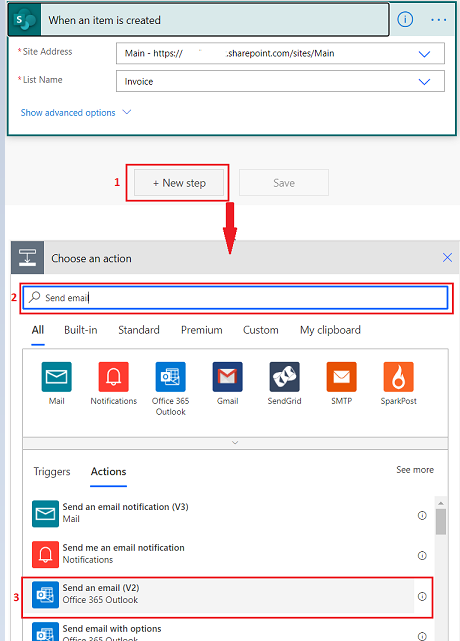 When an item is created
* Site Address
Main - https:// .sharepoint.com/sites/Main
* List Name
Invoice
Show advanced options
1
+ New step
Save
Choose an action
2
Send email
All Built-in Standard Premium Custom My clipboard
Mail Notifications Office 365 Outlook Gmail SendGrid SMTP SparkPost
Triggers Actions See more
Send an email notification (V3)
Mail
Send me an email notification
Notifications
3
Send an email (V2)
Office 365 Outlook
Send email with options
Office 365 Outlook